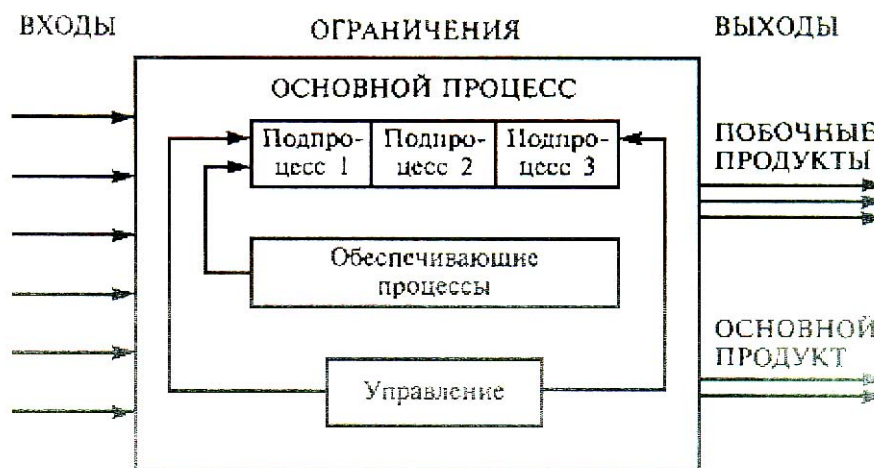 ВХОДЫ
ОГРАНИЧЕНИЯ
ВЫХОДЫ
ОСНОВНОЙ ПРОЦЕСС
Подпро-
цесс 1
Подпро-
цесс 2
Подпро-
цесс 3
ПОБОЧНЫЕ
ПРОДУКТЫ
Обеспечивающие
процессы
ОСНОВНОЙ
ПРОДУКТ
Управление